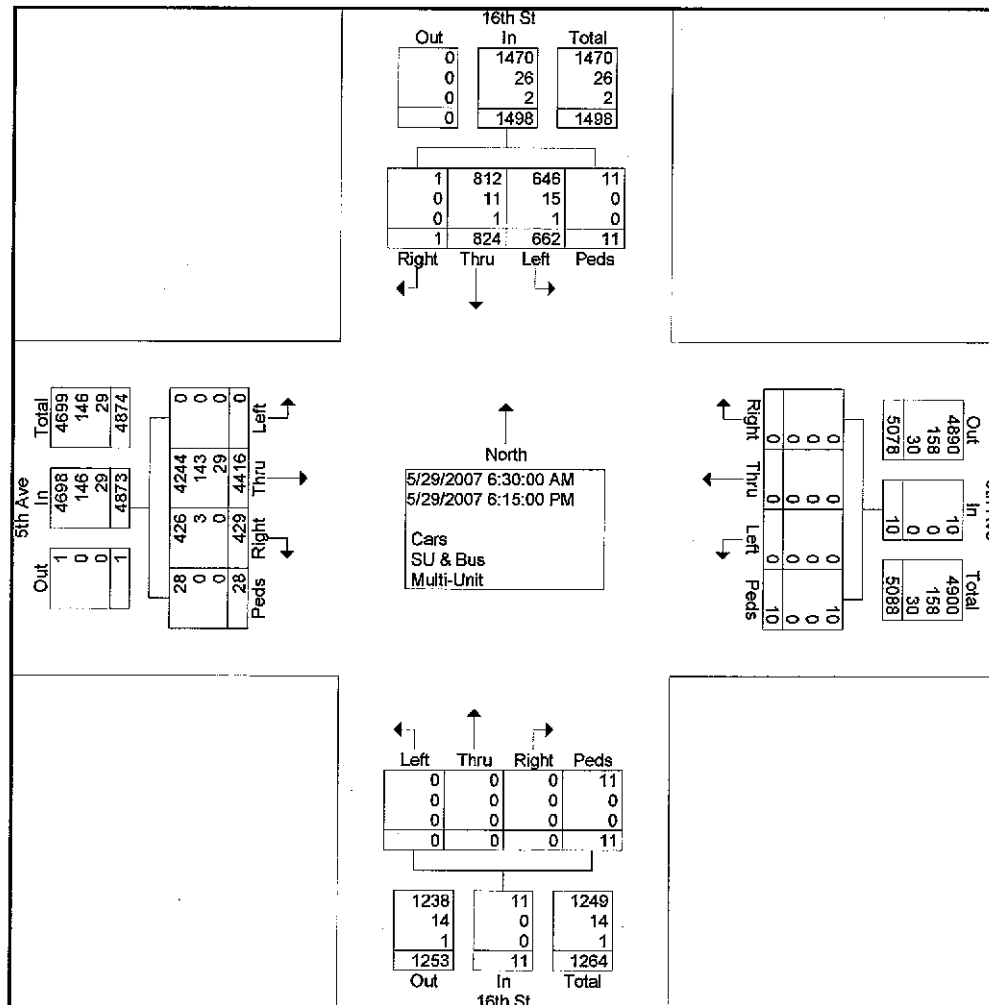 16th St
Out In Total
0 1470 1470
0 26 26
0 2 2
0 1498 1498
1 812 646 11
0 11 15 0
0 1 1 0
1 824 662 11
Right Thru Left Peds
Total
4699
146
29
4874
5th Ave
In
4698
146
29
4873
Out
1
0
0
1
0 0 0 0
Left
4244 143 29 4416
Thru
426 3 0 429
Right
28 0 0 28
Peds
North
5/29/2007 6:30:00 AM
5/29/2007 6:15:00 PM
Cars
SU & Bus
Multi-Unit
Right
0 0 0 0
Thru
0 0 0 0
Left
0 0 0 0
Peds
10 0 0 10
Out
4890
158
30
5078
In
10
0
0
10
Total
4900
158
30
5088
Left Thru Right Peds
0 0 0 11
0 0 0 0
0 0 0 0
0 0 0 11
1238 11 1249
14 0 14
1 0 1
1253 11 1264
Out In Total
16th St